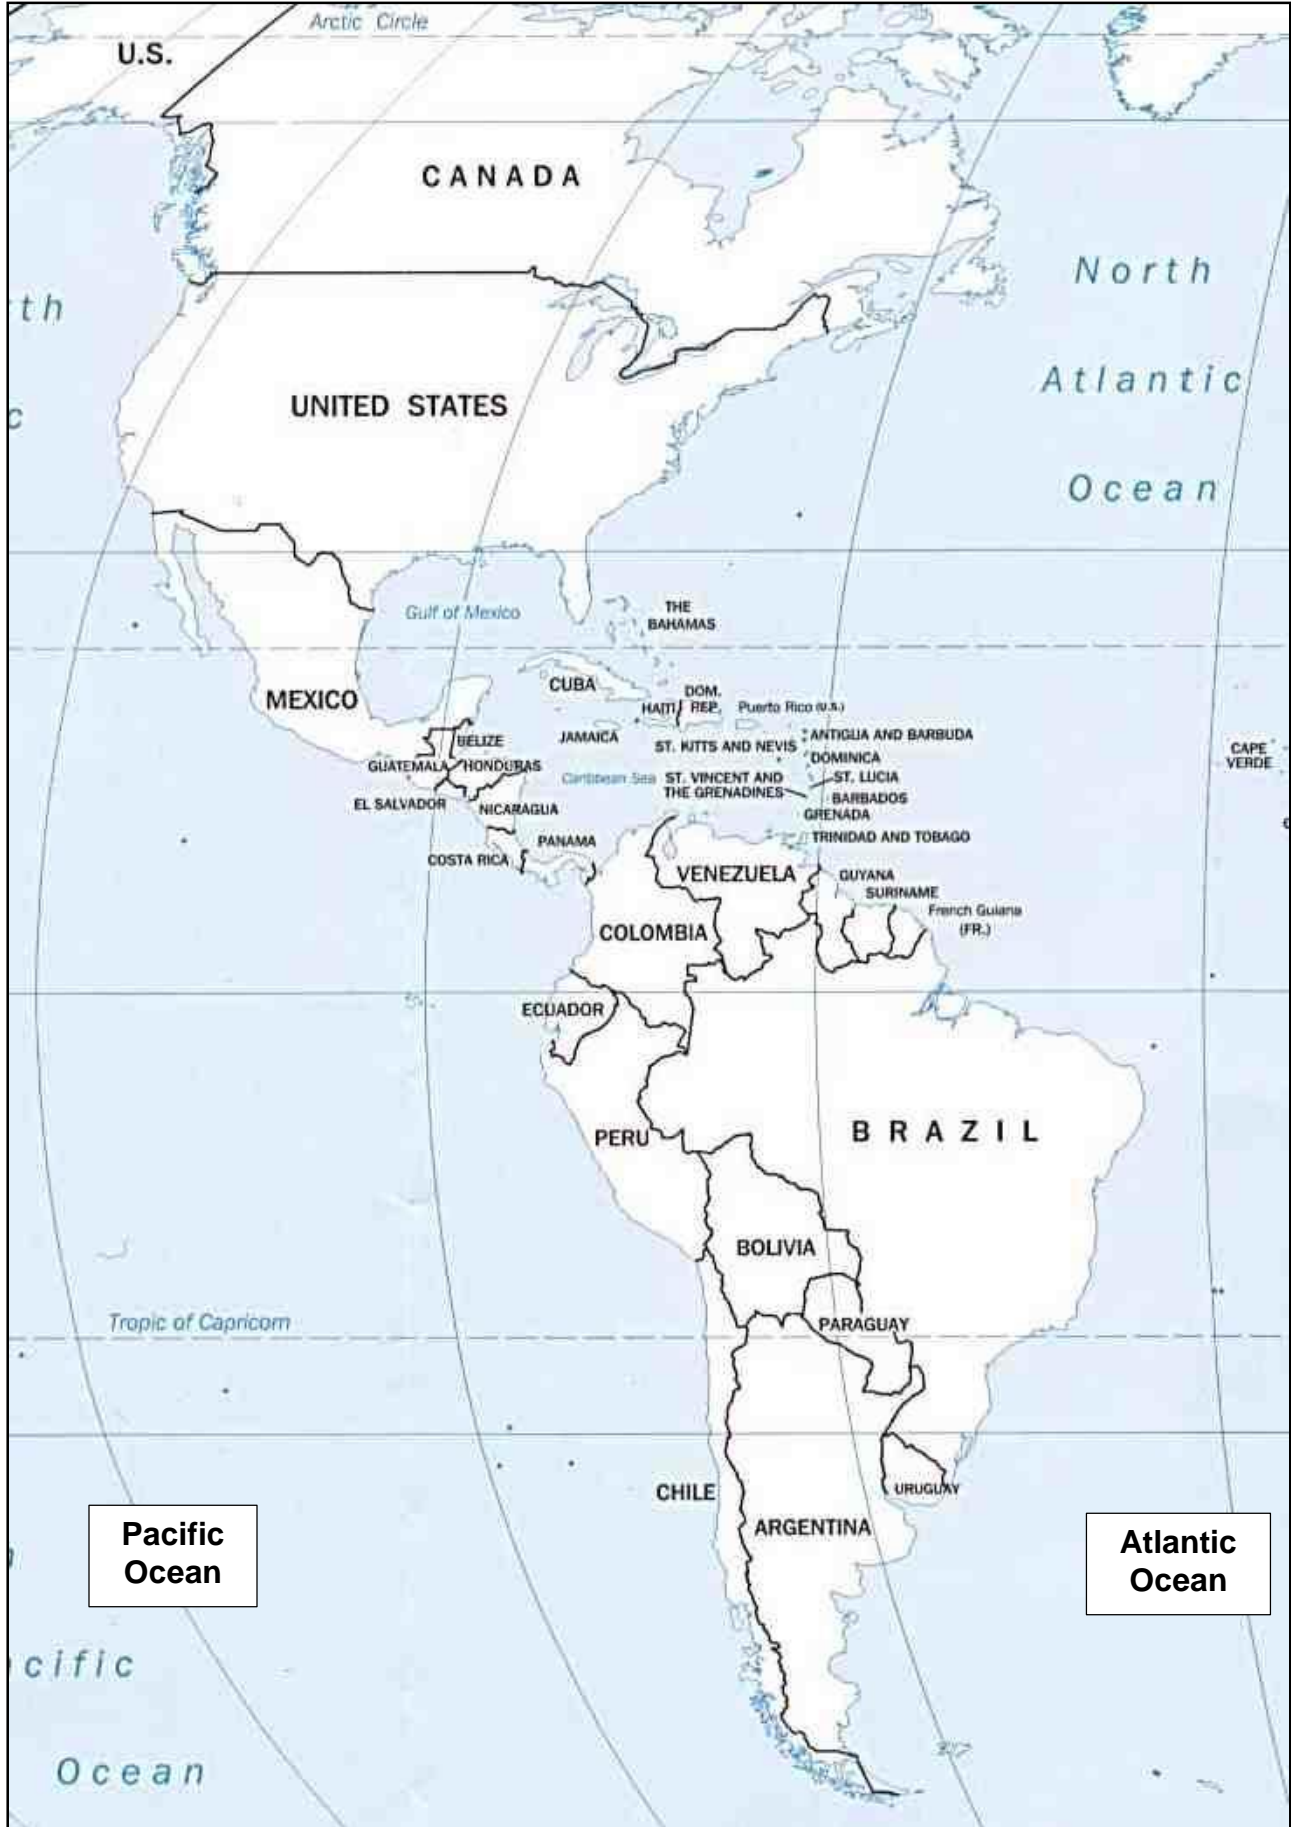 Arctic Circle
U.S.
CANADA
North
th
Atlantic
c
UNITED STATES
Ocean
Gulf of Mexico
THE
BAHAMAS
MEXICO
CUBA
HAITI
DOM.
REP.
Puerto Rico (U.S.)
BELIZE
JAMAICA
ST. KITTS AND NEVIS
ANTIGUA AND BARBUDA
CAPE
VERDE
GUATEMALA
HONDURAS
DOMINICA
Caribbean Sea
ST. VINCENT AND
THE GRENADINES
ST. LUCIA
EL SALVADOR
NICARAGUA
BARBADOS
GRENADA
COSTA RICA
PANAMA
TRINIDAD AND TOBAGO
VENEZUELA
GUYANA
SURINAME
French Guiana
(FR.)
COLOMBIA
ECUADOR
PERU
BRAZIL
BOLIVIA
Tropic of Capricorn
PARAGUAY
CHILE
URUGUAY
ARGENTINA
Pacific
Ocean
Atlantic
Ocean
cific
Ocean